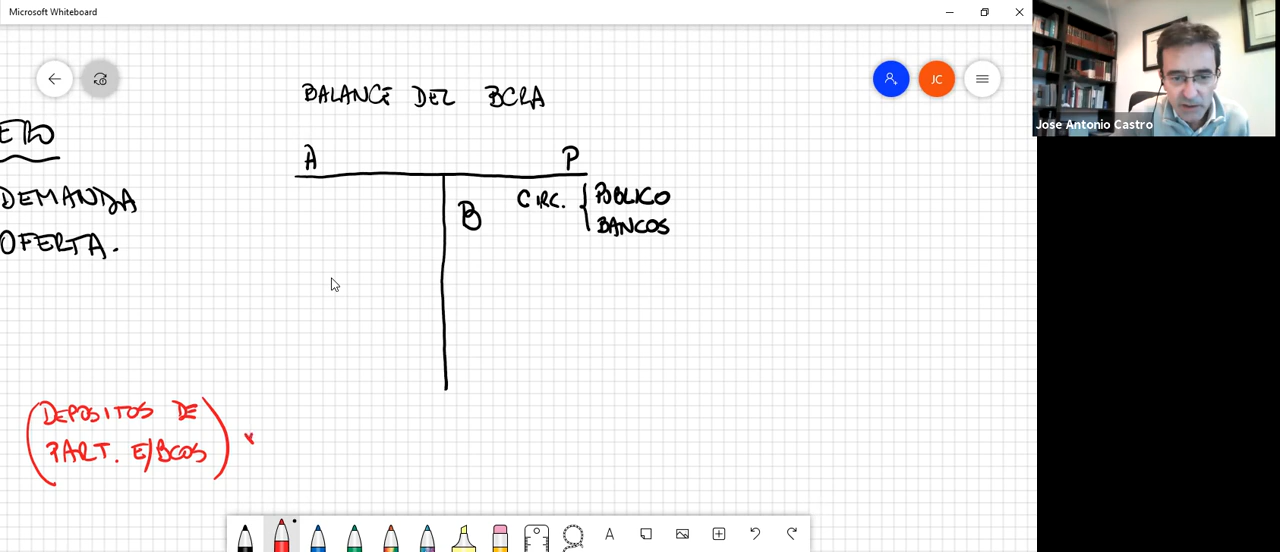 Microsoft Whiteboard
BALANCE DEL BCRA
JC
Jose Antonio Castro
A
P
DEMANDA
OFERTA.
B
CIRC.
PUBLICO
BANCOS
DEPOSITOS DE
PART. E/BCOS
A